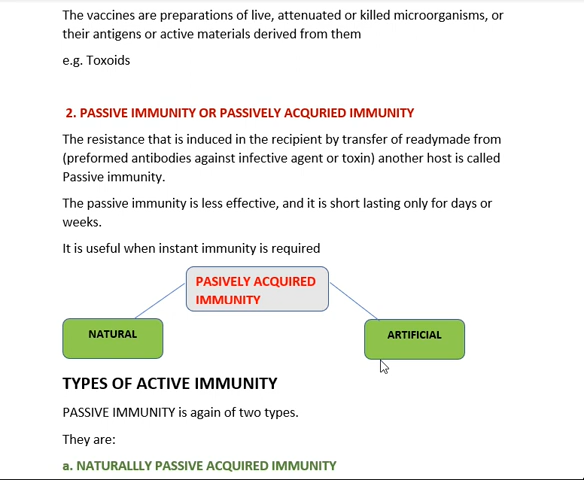 The vaccines are preparations of live, attenuated or killed microorganisms, or
their antigens or active materials derived from them
e.g. Toxoids
2. PASSIVE IMMUNITY OR PASSIVELY ACQURIED IMMUNITY
The resistance that is induced in the recipient by transfer of readymade from
(preformed antibodies against infective agent or toxin) another host is called
Passive immunity.
The passive immunity is less effective, and it is short lasting only for days or
weeks.
It is useful when instant immunity is required
PASIVELY ACQUIRED
IMMUNITY
NATURAL
ARTIFICIAL
TYPES OF ACTIVE IMMUNITY
PASSIVE IMMUNITY is again of two types.
They are:
a. NATURALLLY PASSIVE ACQUIRED IMMUNITY